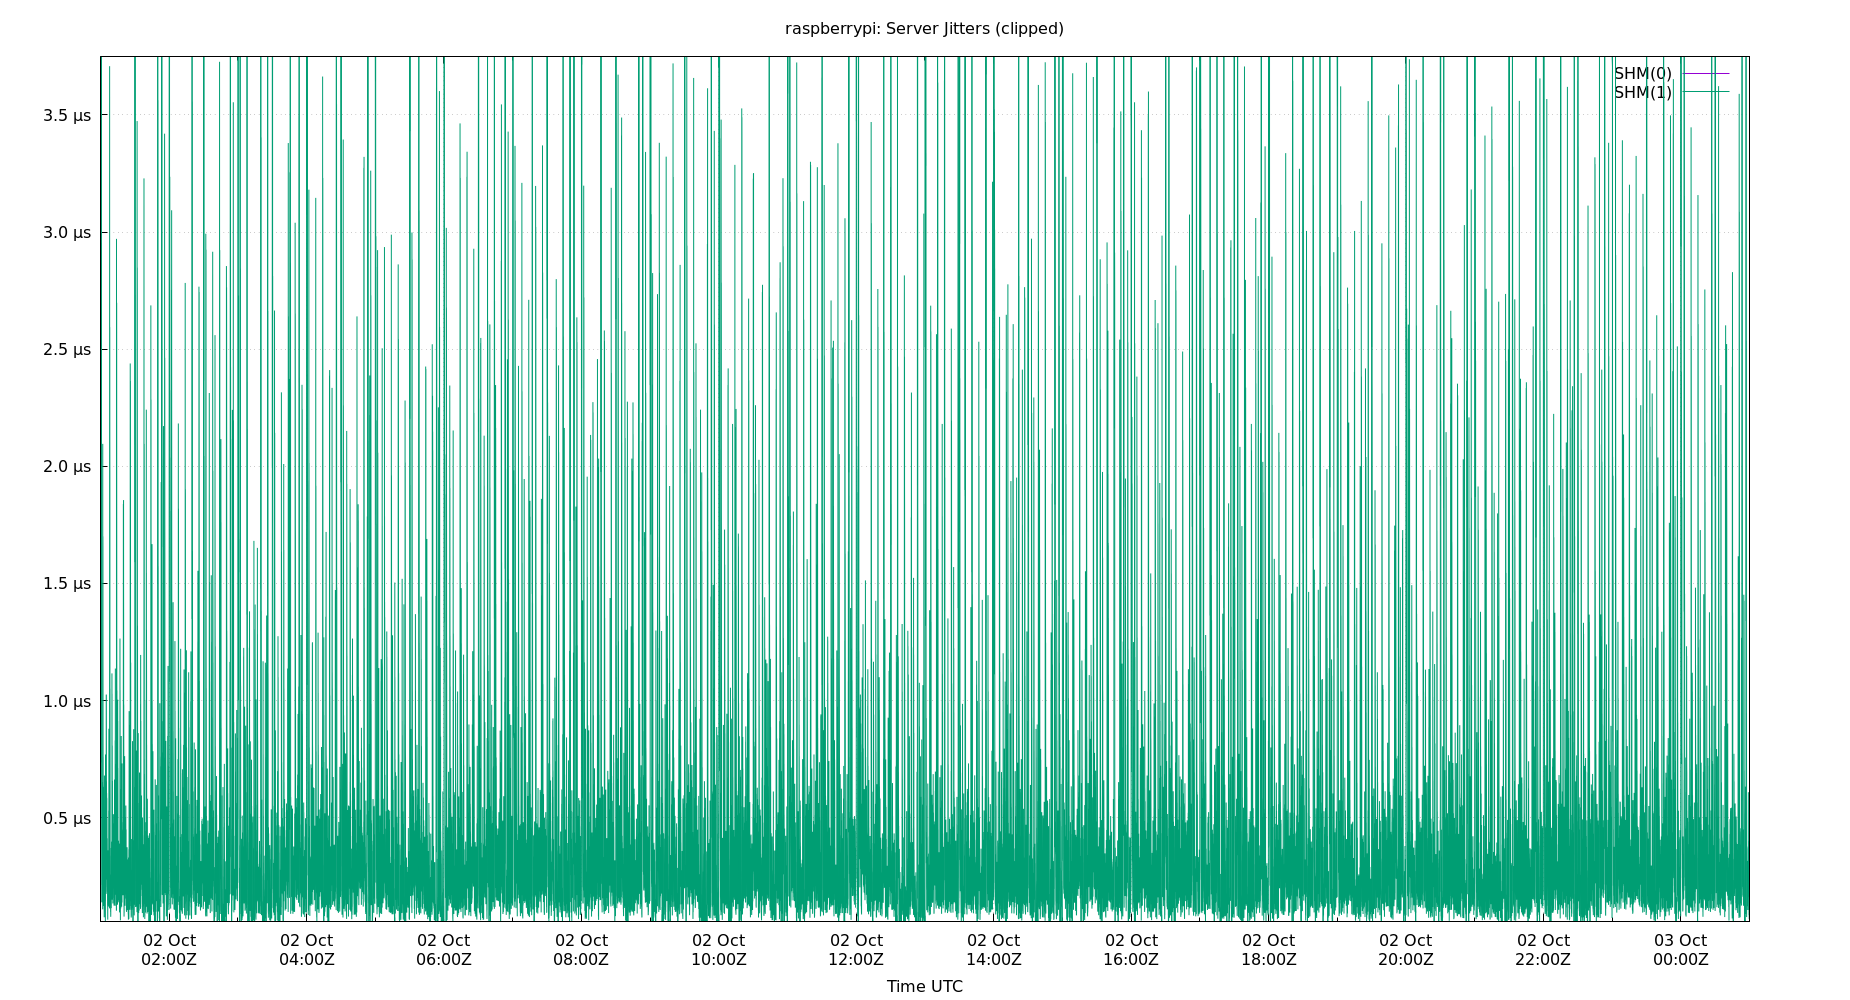 raspberrypi: Server Jitters (clipped)
SHM(0)
SHM(1)
3.5 µs
3.0 µs
2.5 µs
2.0 µs
1.5 µs
1.0 µs
0.5 µs
02 Oct 02 Oct 02 Oct 02 Oct 02 Oct 02 Oct 02 Oct 02 Oct 02 Oct 02 Oct 02 Oct 03 Oct
02:00Z 04:00Z 06:00Z 08:00Z 10:00Z 12:00Z 14:00Z 16:00Z 18:00Z 20:00Z 22:00Z 00:00Z
Time UTC